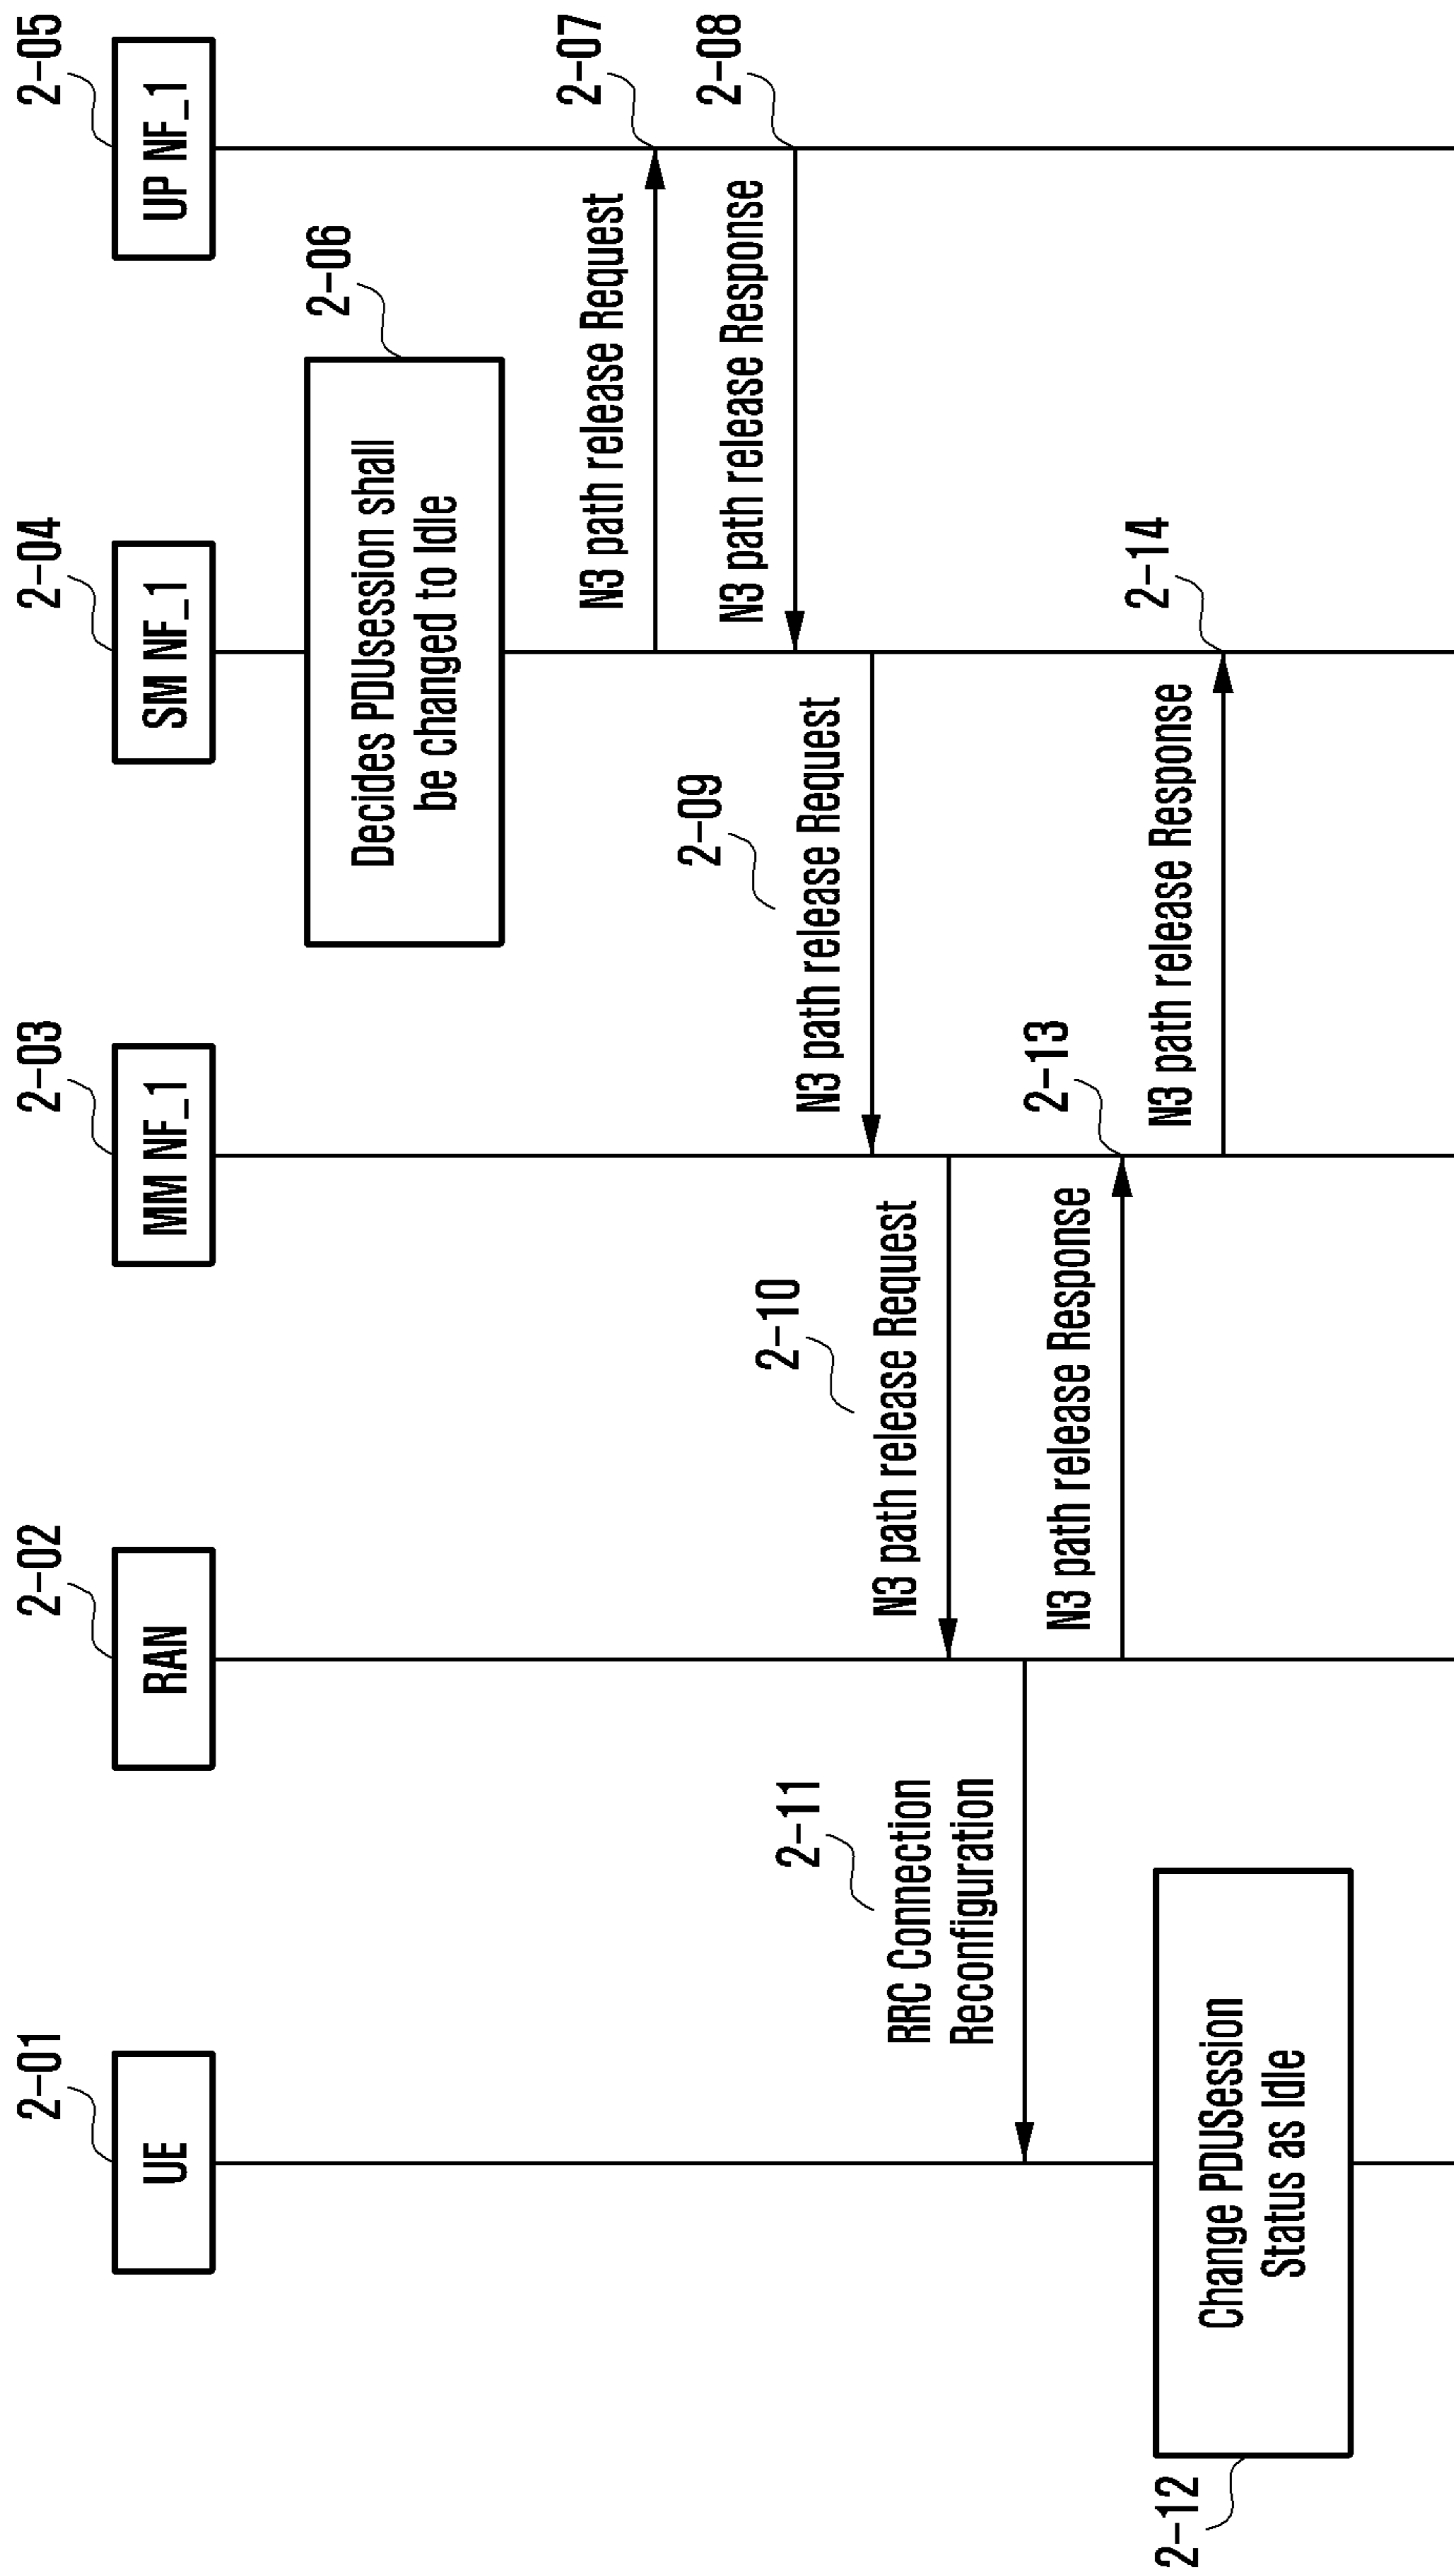 2-01
2-02
2-03
2-04
2-05
UE
RAN
MM NF_1
SM NF_1
UP NF_1
2-06
Decides PDUsession shall
be changed to Idle
2-07
N3 path release Request
2-08
N3 path release Response
2-09
N3 path release Request
2-10
N3 path release Request
2-11
RRC Connection
Reconfiguration
2-13
N3 path release Response
2-12
Change PDUSession
Status as Idle
2-14
N3 path release Response